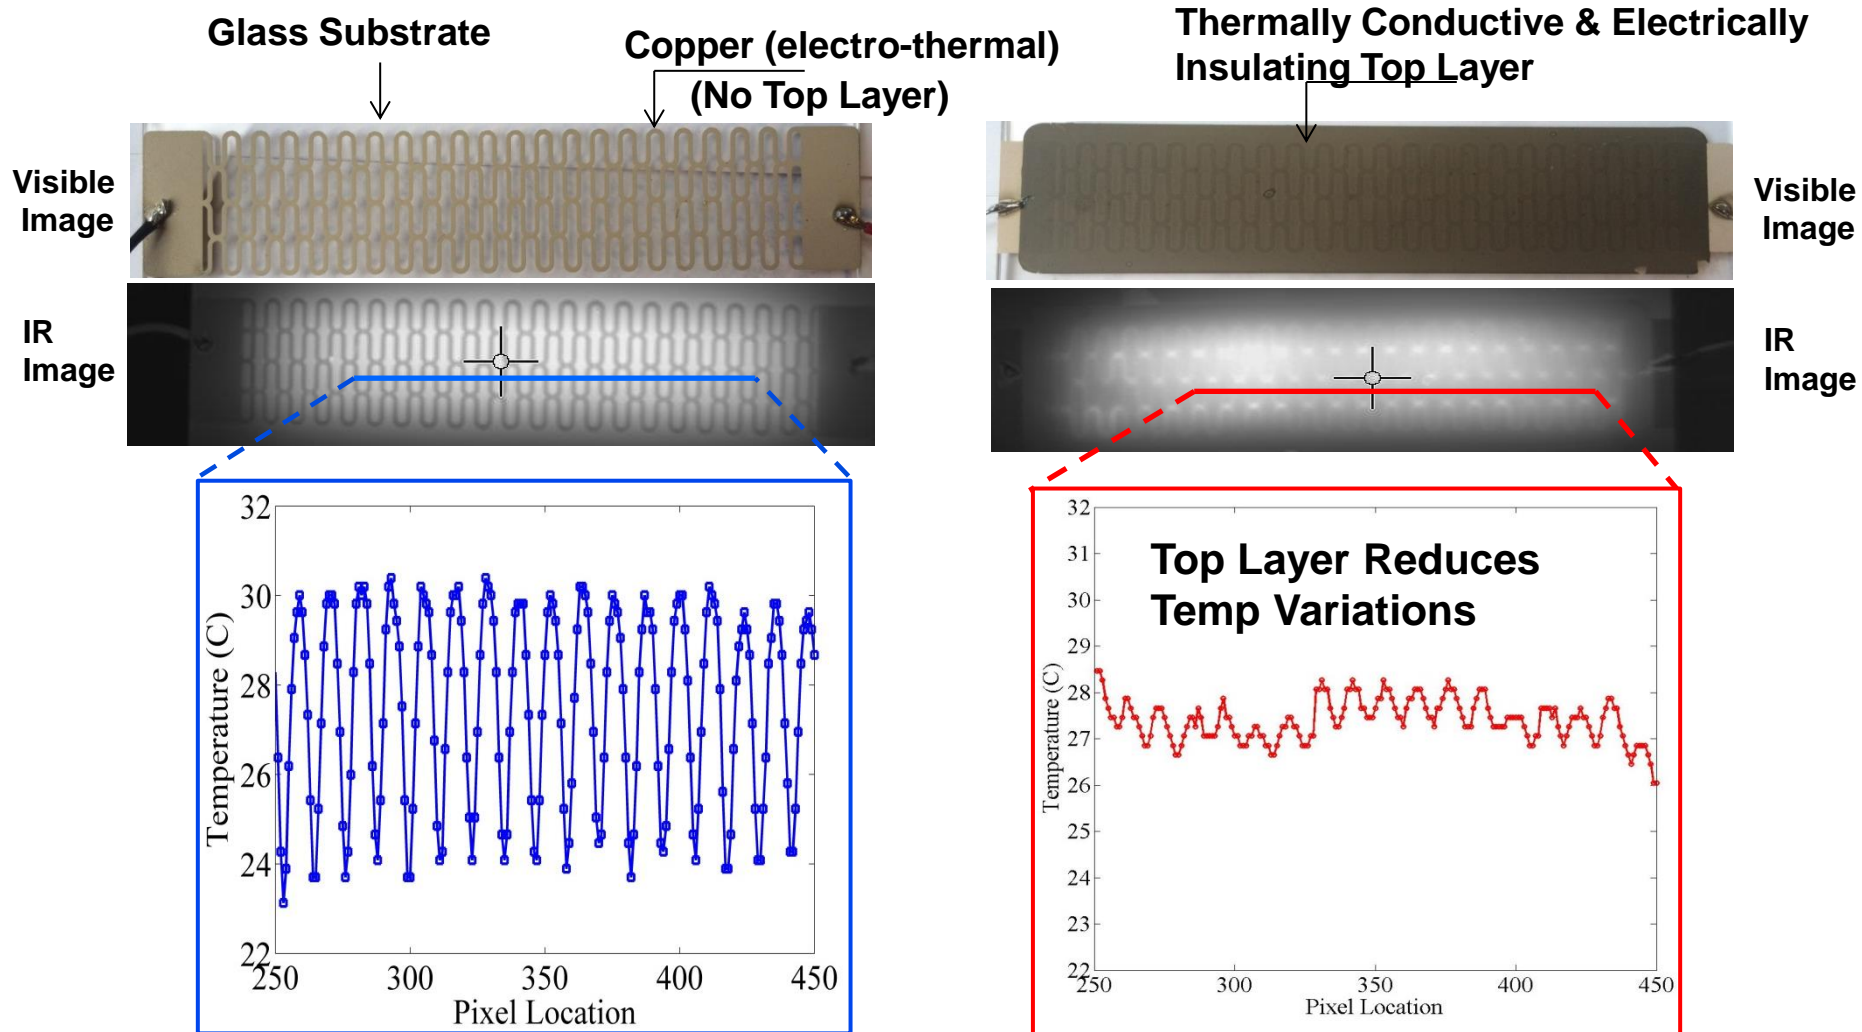 Glass Substrate
Copper (electro-thermal)
(No Top Layer)
Thermally Conductive & Electrically
Insulating Top Layer
Visible
Image
Visible
Image
IR
Image
IR
Image
32
30
28
26
24
22
250
300
350
400
450
Temperature (C)
Pixel Location
Top Layer Reduces
Temp Variations
32
31
30
29
28
27
26
25
24
23
22
250
300
350
400
450
Temperature (C)
Pixel Location